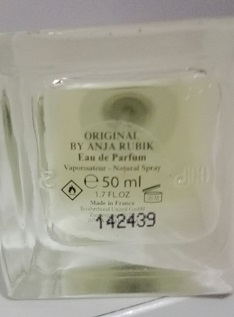 ORIGINAL
BY ANJA RUBIK
Eau de Parfum
Vaporisateur - Natural Spray
℮ 50 ml
1.7 FL.OZ
Made in France
142439